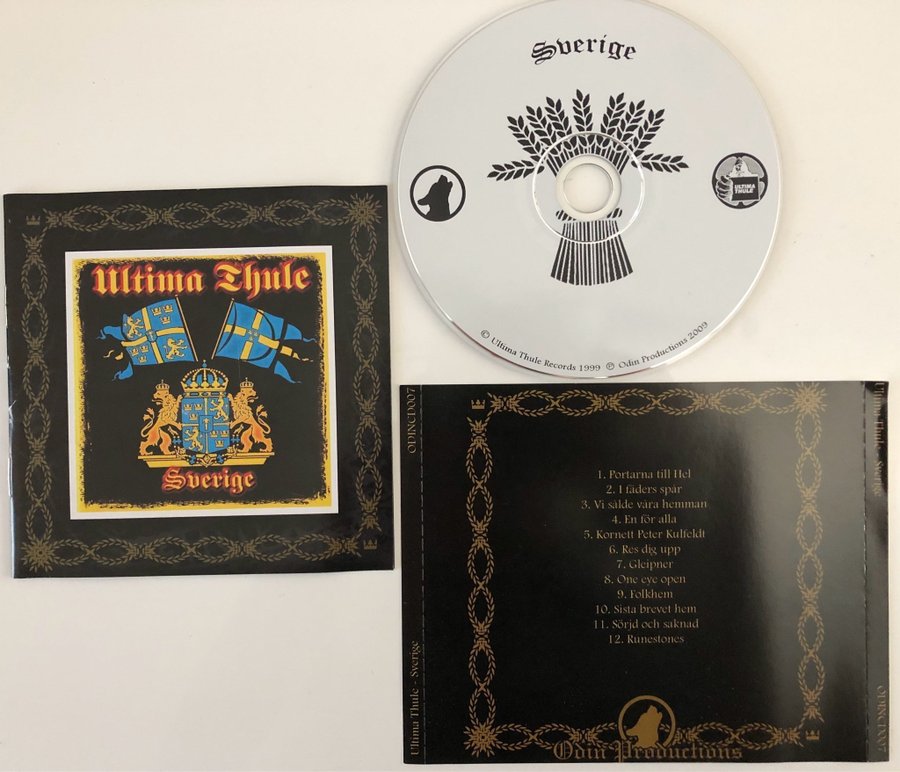 Sverige
ULTIMA THULE
© Ultima Thule Records 1999 ℗ Odin Productions 2009
Ultima Thule
Sverige
ODINCD007
Ultima Thule - Sverige
1. Portarna till Hel
2. I fäders spår
3. Vi sålde våra hemman
4. En för alla
5. Kornett Peter Kulfeldt
6. Res dig upp
7. Gleipner
8. One eye open
9. Folkhem
10. Sista brevet hem
11. Sörjd och saknad
12. Runestones
Odin Productions
Ultima Thule - Sverige
ODINCD007